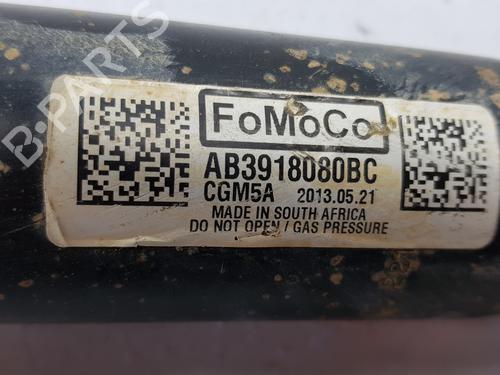 FoMoCo
AB3918080BC
CGM5A 2013.05.21
MADE IN SOUTH AFRICA
DO NOT OPEN / GAS PRESSURE
B-PARTS